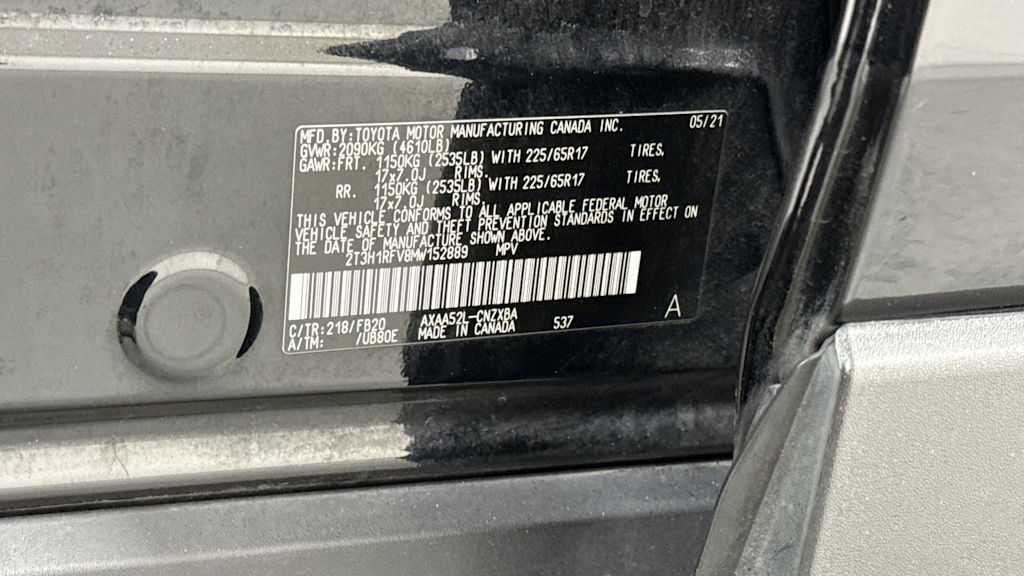 MFD. BY: TOYOTA MOTOR MANUFACTURING CANADA INC. 05/21
GVWR: 2090KG (4610LB)
GAWR: FRT. 1150KG (2535LB) WITH 225/65R17 TIRES,
17x7.0J RIMS,
RR. 1150KG (2535LB) WITH 225/65R17 TIRES,
17x7.0J RIMS,
THIS VEHICLE CONFORMS TO ALL APPLICABLE FEDERAL MOTOR
VEHICLE SAFETY AND THEFT PREVENTION STANDARDS IN EFFECT ON
THE DATE OF MANUFACTURE SHOWN ABOVE.
2T3H1RFV8MW152889 MPV
C/TR: 218/FB20 AXAA52L-CNZXBA
A/TM: /UB80E MADE IN CANADA 537 A